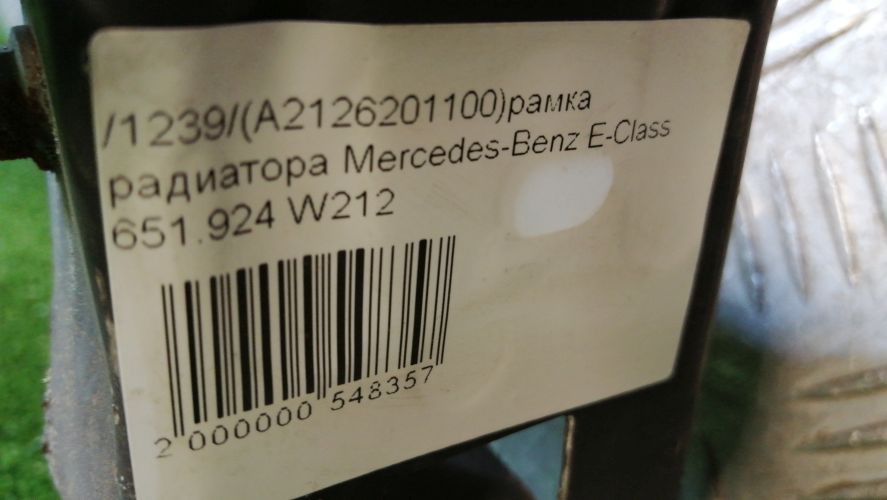 /1239/(A2126201100)рамка
радиатора Mercedes-Benz E-Class
651.924 W212
2 000000 548357